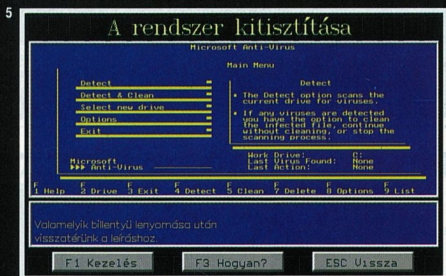 5
A rendszer kitisztítása
Microsoft Anti-Virus
Main Menu
Detect
Detect & Clean
Select new drive
Options
Exit
Detect
▪ The Detect option scans the
current drive for viruses.
▪ If any viruses are detected
you have the option to clean
the infected file, continue
without cleaning, or stop the
scanning process.
Microsoft
▶▶▶ Anti-Virus
Work Drive: C:
Last Virus Found: None
Last Action: None
F1 Help F2 Drive F3 Exit F4 Detect F5 Clean F7 Delete F8 Options F9 List
Valamelyik billentyű lenyomása után
visszatérünk a leíráshoz.
F1 Kezelés F3 Hogyan? ESC Vissza